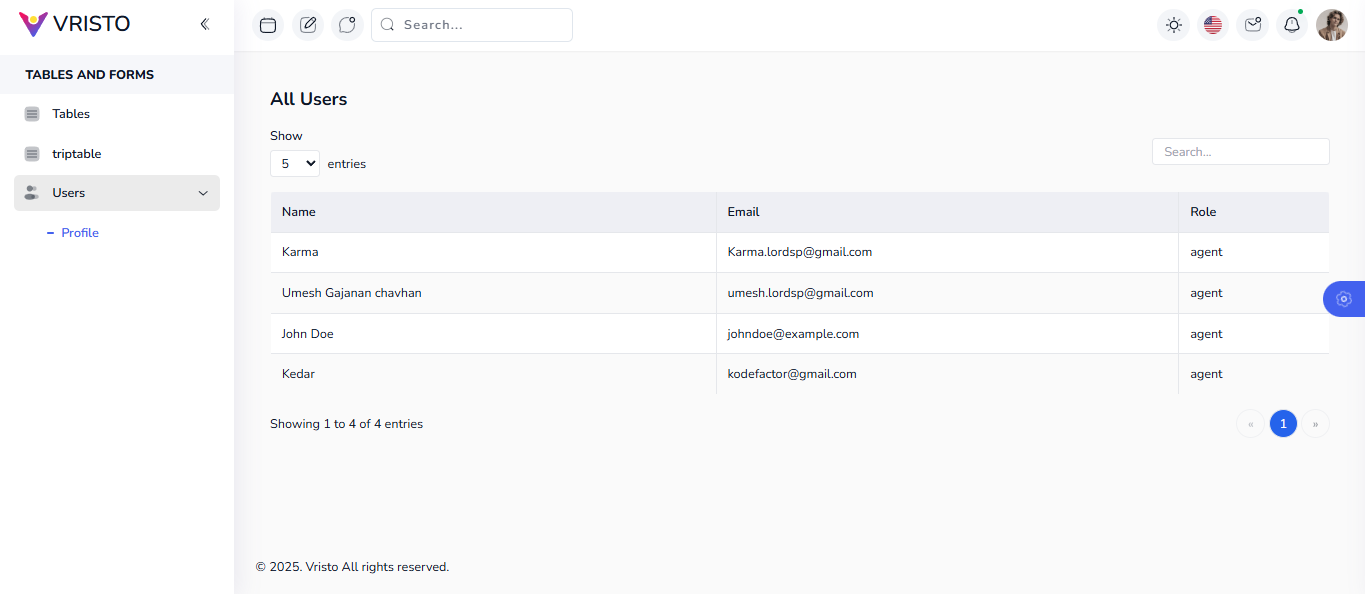 VRISTO
Search...
TABLES AND FORMS
Tables
triptable
Users
Profile
All Users
Show
5 entries
Search...
Name Email Role
Karma Karma.lordsp@gmail.com agent
Umesh Gajanan chavhan umesh.lordsp@gmail.com agent
John Doe johndoe@example.com agent
Kedar kodefactor@gmail.com agent
Showing 1 to 4 of 4 entries « 1 »
© 2025. Vristo All rights reserved.